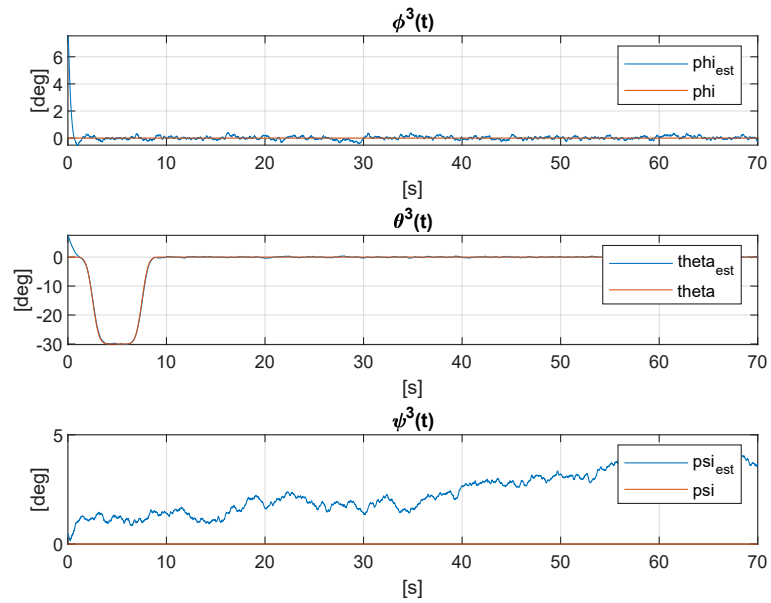 ϕ³(t)
[deg]
6
4
2
0
phi_est
phi
0 10 20 30 40 50 60 70
[s]
θ³(t)
[deg]
0
-10
-20
-30
theta_est
theta
0 10 20 30 40 50 60 70
[s]
ψ³(t)
[deg]
5
0
psi_est
psi
0 10 20 30 40 50 60 70
[s]